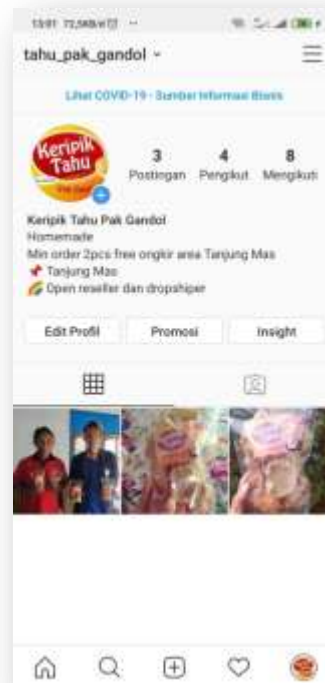 tahu_pak_gandol
Lihat COVID-19 - Sumber Informasi Bisnis
Keripik
Tahu
3 4 8
Postingan Pengikut Mengikuti
Keripik Tahu Pak Gandol
Homemade
Min order 2pcs free ongkir area Tanjung Mas
📌 Tanjung Mas
🌈 Open reseller dan dropshiper
Edit Profil Promosi Insight